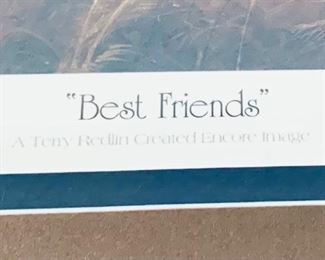 "Best Friends"
A Terry Redlin Created Encore Image